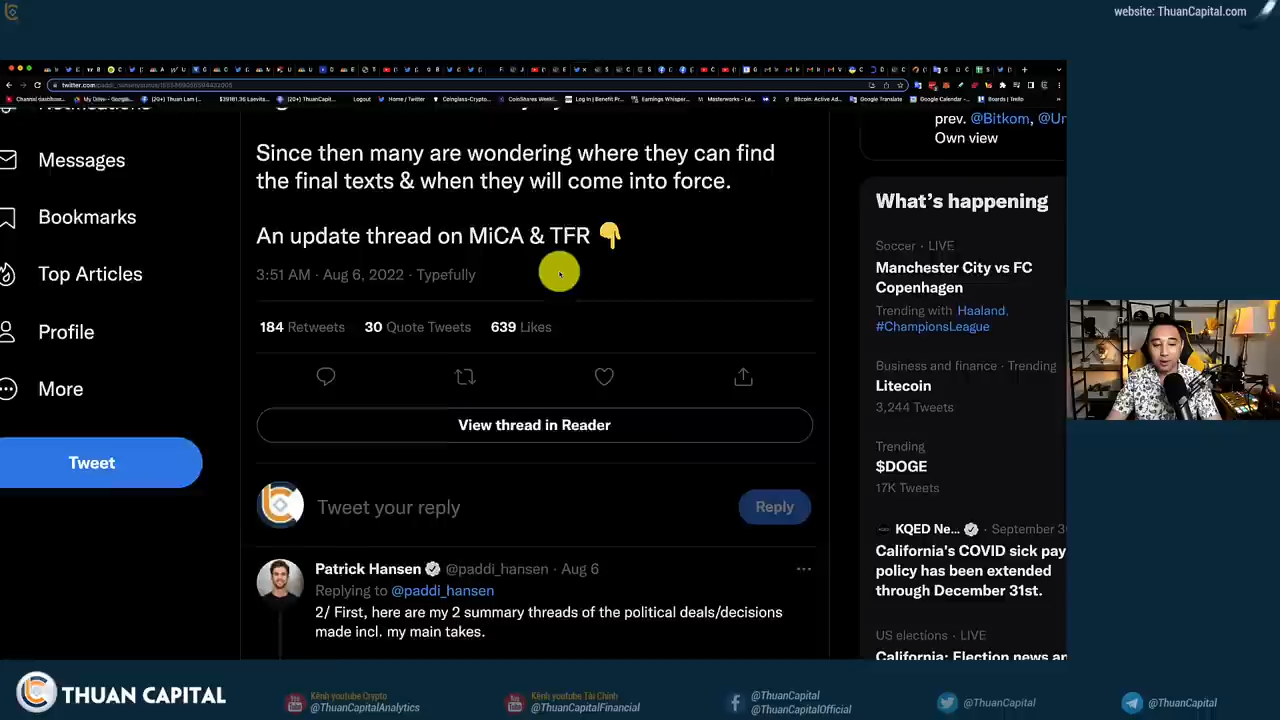 website: ThuanCapital.com
prev. @Bitkom, @Un
Own view
Messages
Bookmarks
Top Articles
Profile
More
Tweet
Since then many are wondering where they can find
the final texts & when they will come into force.
An update thread on MiCA & TFR 👇
3:51 AM · Aug 6, 2022 · Typefully
184 Retweets 30 Quote Tweets 639 Likes
View thread in Reader
Tweet your reply
Reply
Patrick Hansen @paddi_hansen · Aug 6
Replying to @paddi_hansen
2/ First, here are my 2 summary threads of the political deals/decisions
made incl. my main takes.
What's happening
Soccer · LIVE
Manchester City vs FC
Copenhagen
Trending with Haaland,
#ChampionsLeague
Business and finance · Trending
Litecoin
3,244 Tweets
Trending
$DOGE
17K Tweets
KQED Ne... · September 3
California's COVID sick pay
policy has been extended
through December 31st.
US elections · LIVE
California: Election news an
THUAN CAPITAL
Kênh youtube Crypto
@ThuanCapitalAnalytics
Kênh youtube Tài Chính
@ThuanCapitalFinancial
@ThuanCapital
@ThuanCapitalOfficial
@ThuanCapital
@ThuanCapital